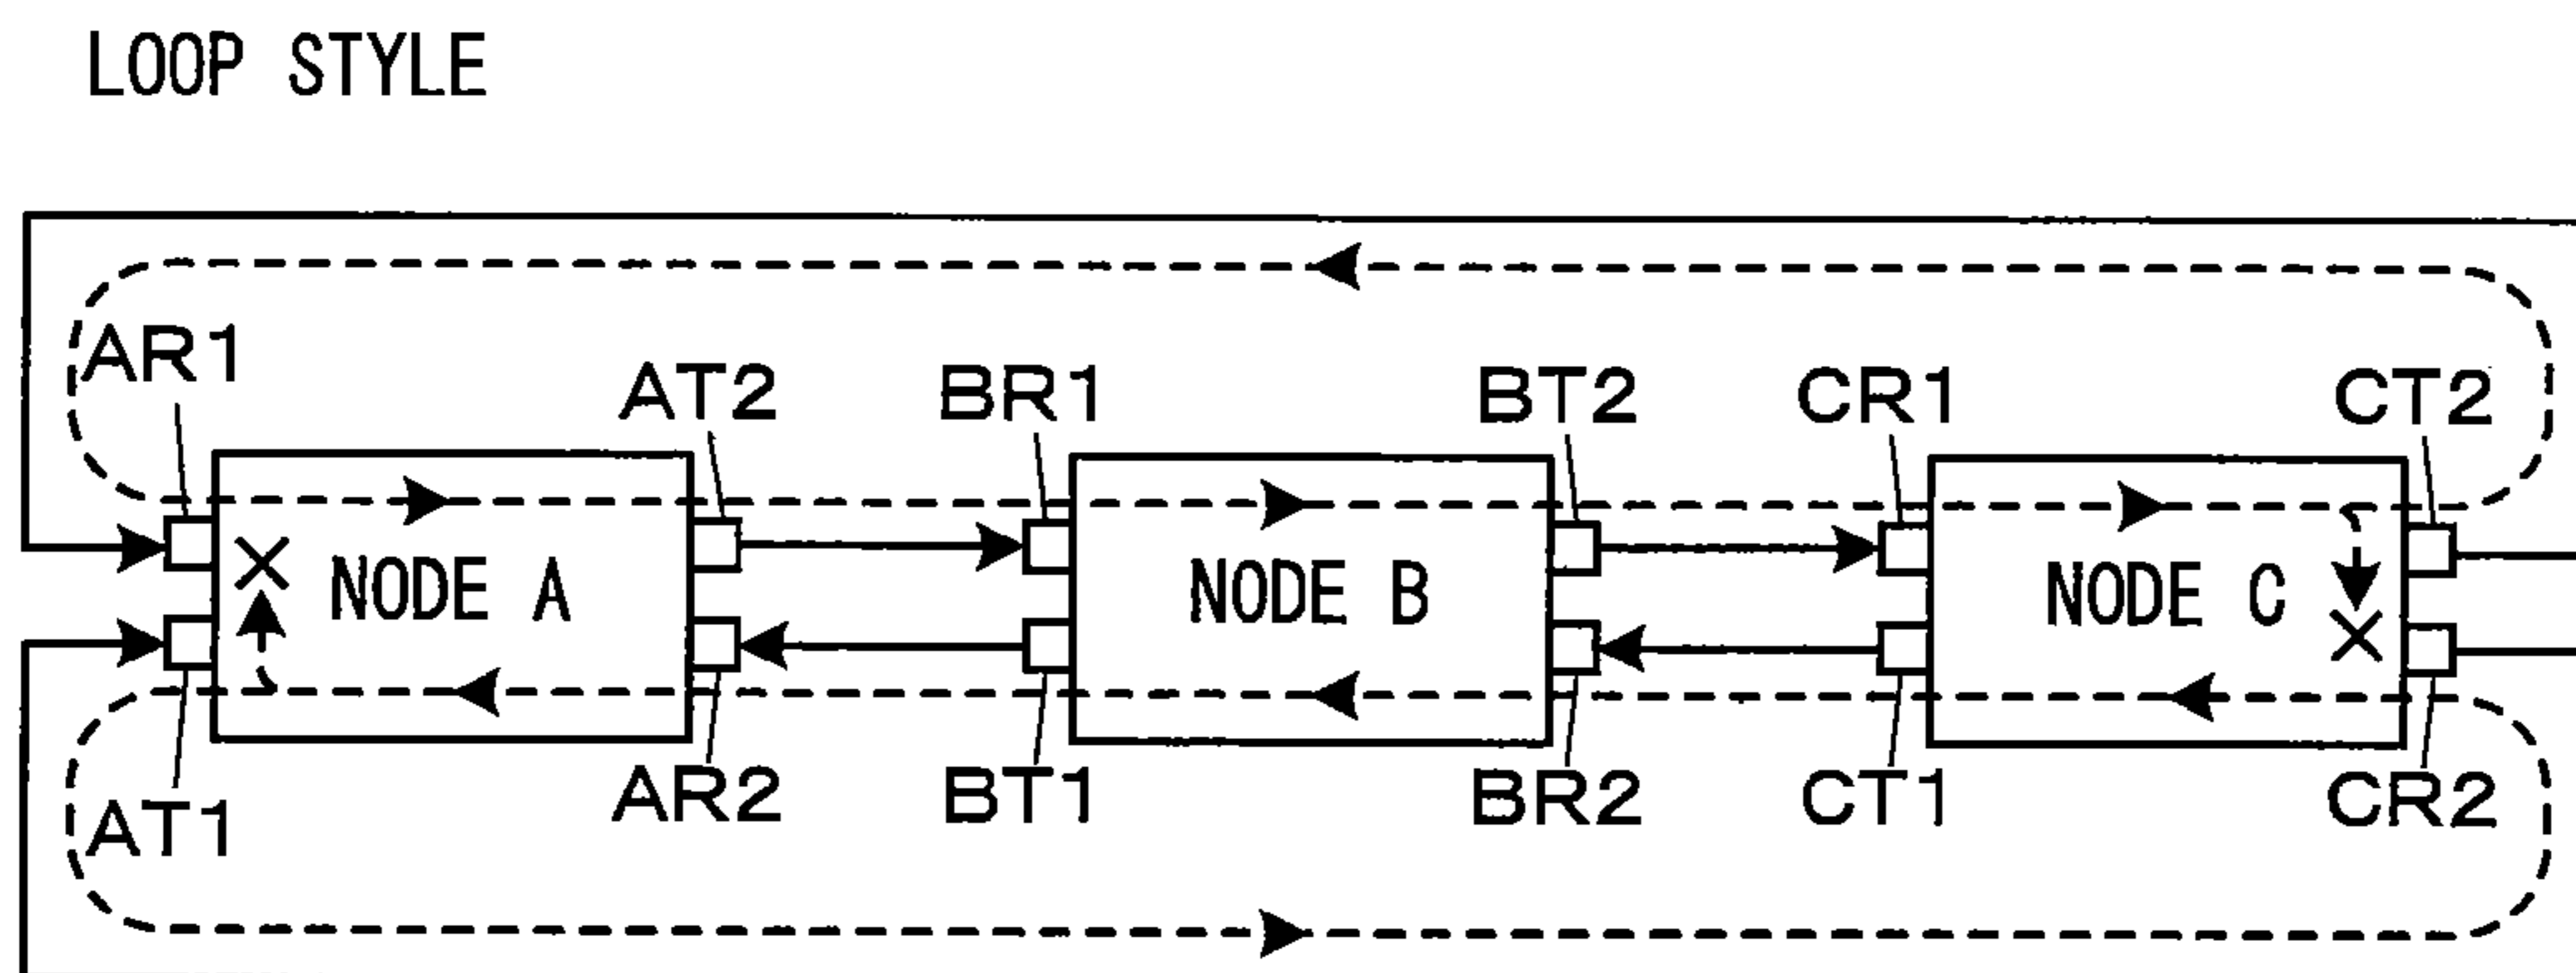 LOOP STYLE
AR1
AT2
BR1
BT2
CR1
CT2
NODE A
NODE B
NODE C
AT1
AR2
BT1
BR2
CT1
CR2